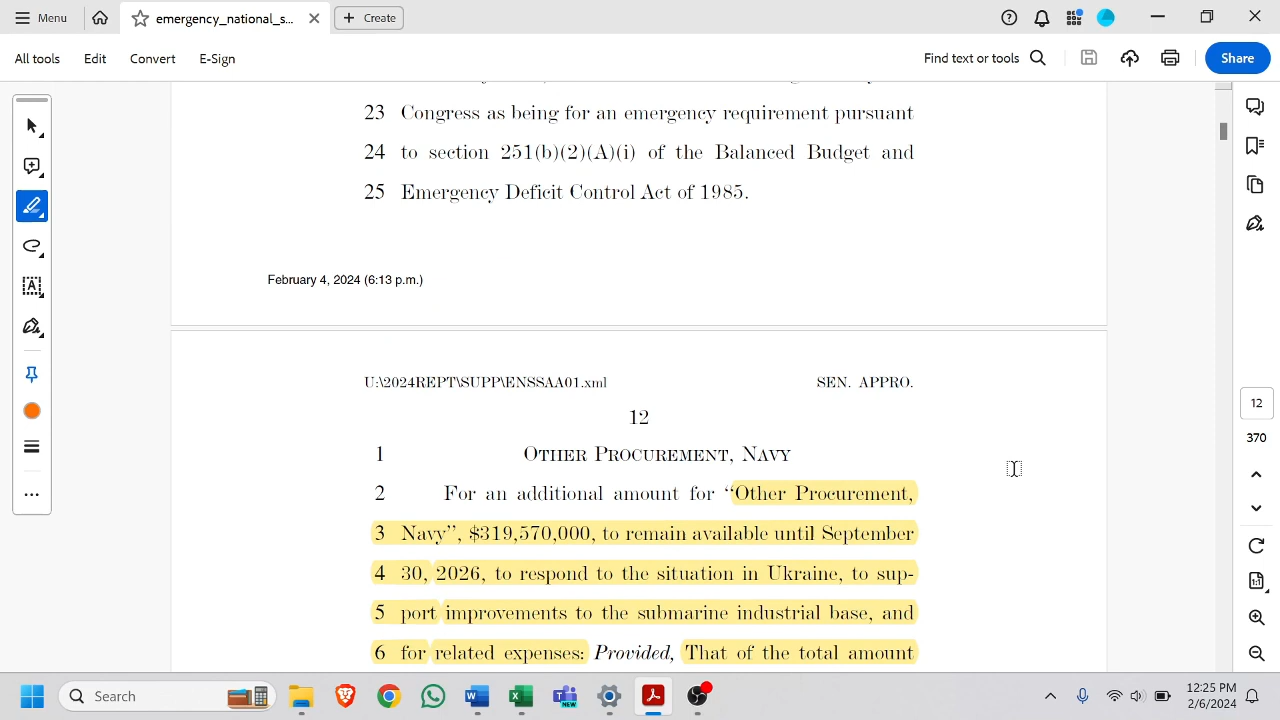 Menu
emergency_national_s...
Create
All tools
Edit
Convert
E-Sign
Find text or tools
Share
23 Congress as being for an emergency requirement pursuant
24 to section 251(b)(2)(A)(i) of the Balanced Budget and
25 Emergency Deficit Control Act of 1985.
February 4, 2024 (6:13 p.m.)
U:\2024REPT\SUPP\ENSSAA01.xml SEN. APPRO.
12
1 OTHER PROCUREMENT, NAVY
2 For an additional amount for “Other Procurement,
3 Navy”, $319,570,000, to remain available until September
4 30, 2026, to respond to the situation in Ukraine, to sup-
5 port improvements to the submarine industrial base, and
6 for related expenses: Provided, That of the total amount
12
370
Search
NEW
12:25 PM
2/6/2024